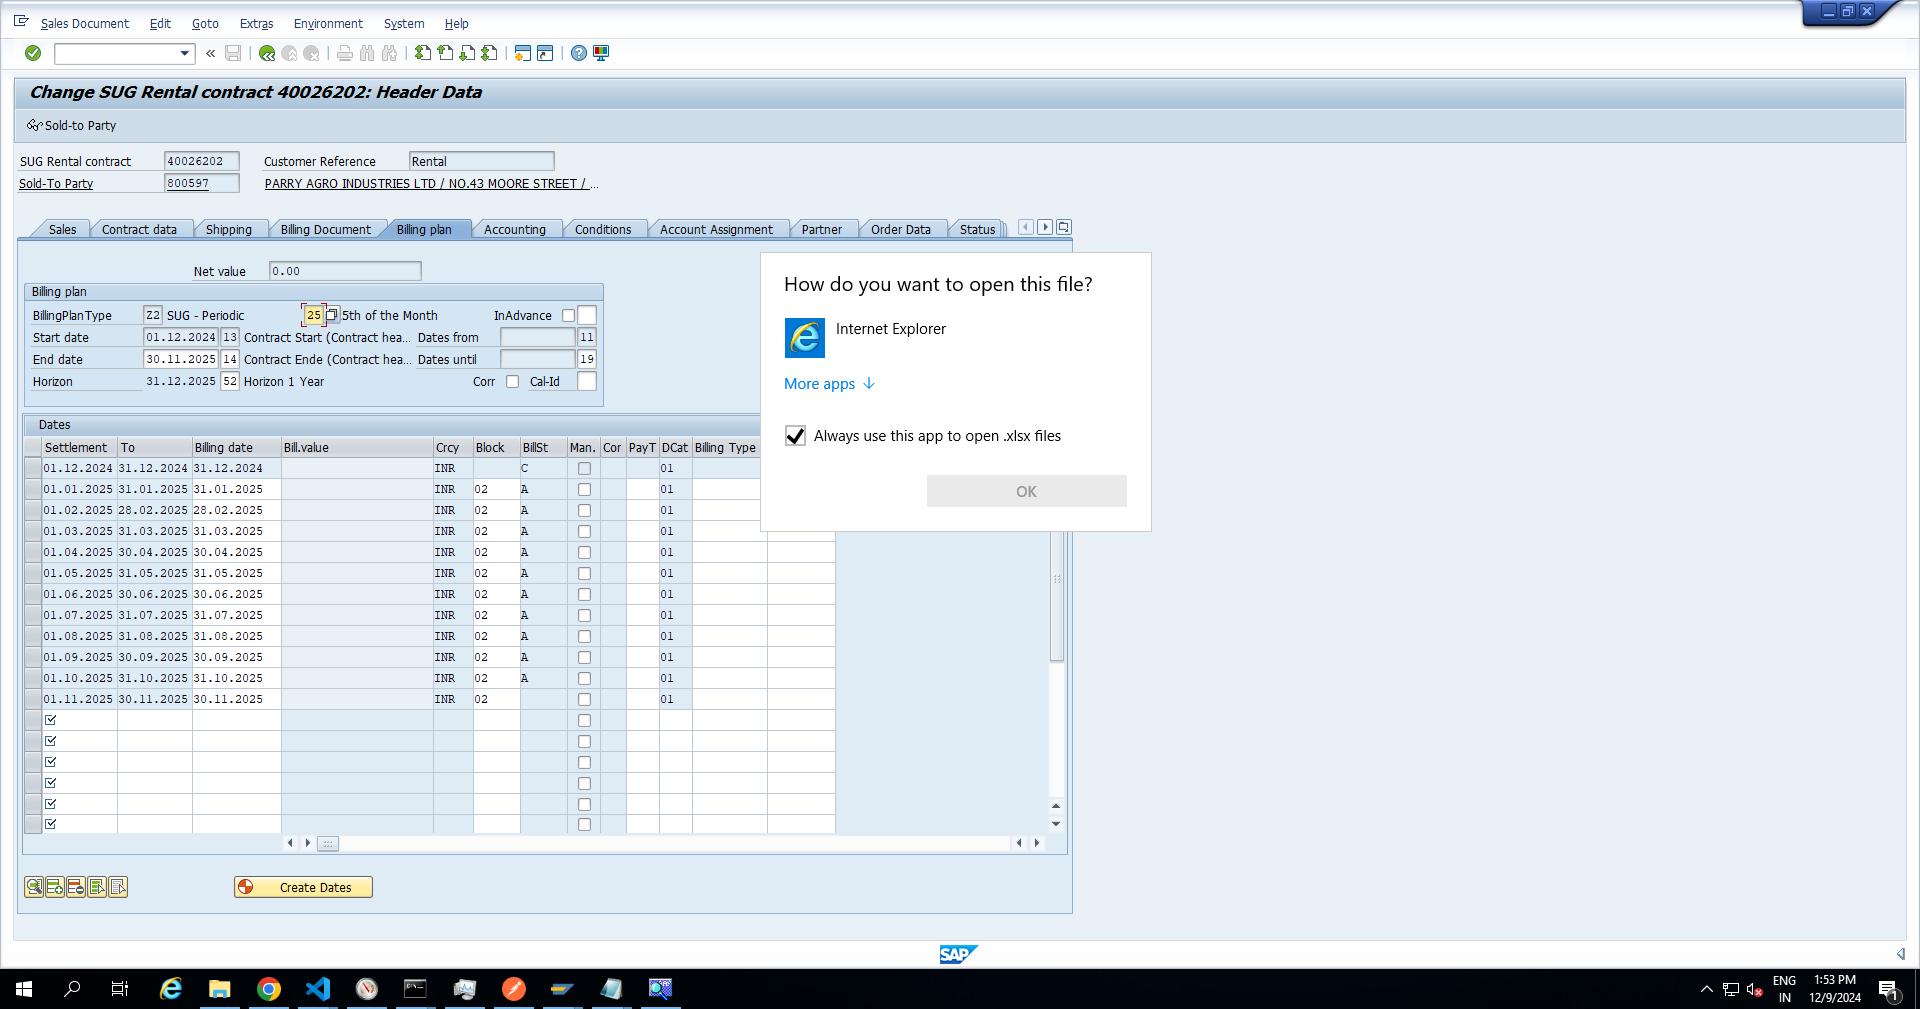 Sales Document Edit Goto Extras Environment System Help
Change SUG Rental contract 40026202: Header Data
Sold-to Party
SUG Rental contract 40026202 Customer Reference Rental
Sold-To Party 800597 PARRY AGRO INDUSTRIES LTD / NO.43 MOORE STREET / ...
Sales Contract data Shipping Billing Document Billing plan Accounting Conditions Account Assignment Partner Order Data Status
Net value 0.00
Billing plan
BillingPlanType Z2 SUG - Periodic 25 5th of the Month InAdvance
Start date 01.12.2024 13 Contract Start (Contract hea... Dates from 11
End date 30.11.2025 14 Contract Ende (Contract hea... Dates until 19
Horizon 31.12.2025 52 Horizon 1 Year Corr Cal-Id
How do you want to open this file?
Internet Explorer
More apps
Always use this app to open .xlsx files
OK
Dates
Settlement To Billing date Bill.value Crcy Block BillSt Man. Cor PayT DCat Billing Type
01.12.2024 31.12.2024 31.12.2024 INR C 01
01.01.2025 31.01.2025 31.01.2025 INR 02 A 01
01.02.2025 28.02.2025 28.02.2025 INR 02 A 01
01.03.2025 31.03.2025 31.03.2025 INR 02 A 01
01.04.2025 30.04.2025 30.04.2025 INR 02 A 01
01.05.2025 31.05.2025 31.05.2025 INR 02 A 01
01.06.2025 30.06.2025 30.06.2025 INR 02 A 01
01.07.2025 31.07.2025 31.07.2025 INR 02 A 01
01.08.2025 31.08.2025 31.08.2025 INR 02 A 01
01.09.2025 30.09.2025 30.09.2025 INR 02 A 01
01.10.2025 31.10.2025 31.10.2025 INR 02 A 01
01.11.2025 30.11.2025 30.11.2025 INR 02 01
Create Dates
SAP
ENG 1:53 PM
IN 12/9/2024
1